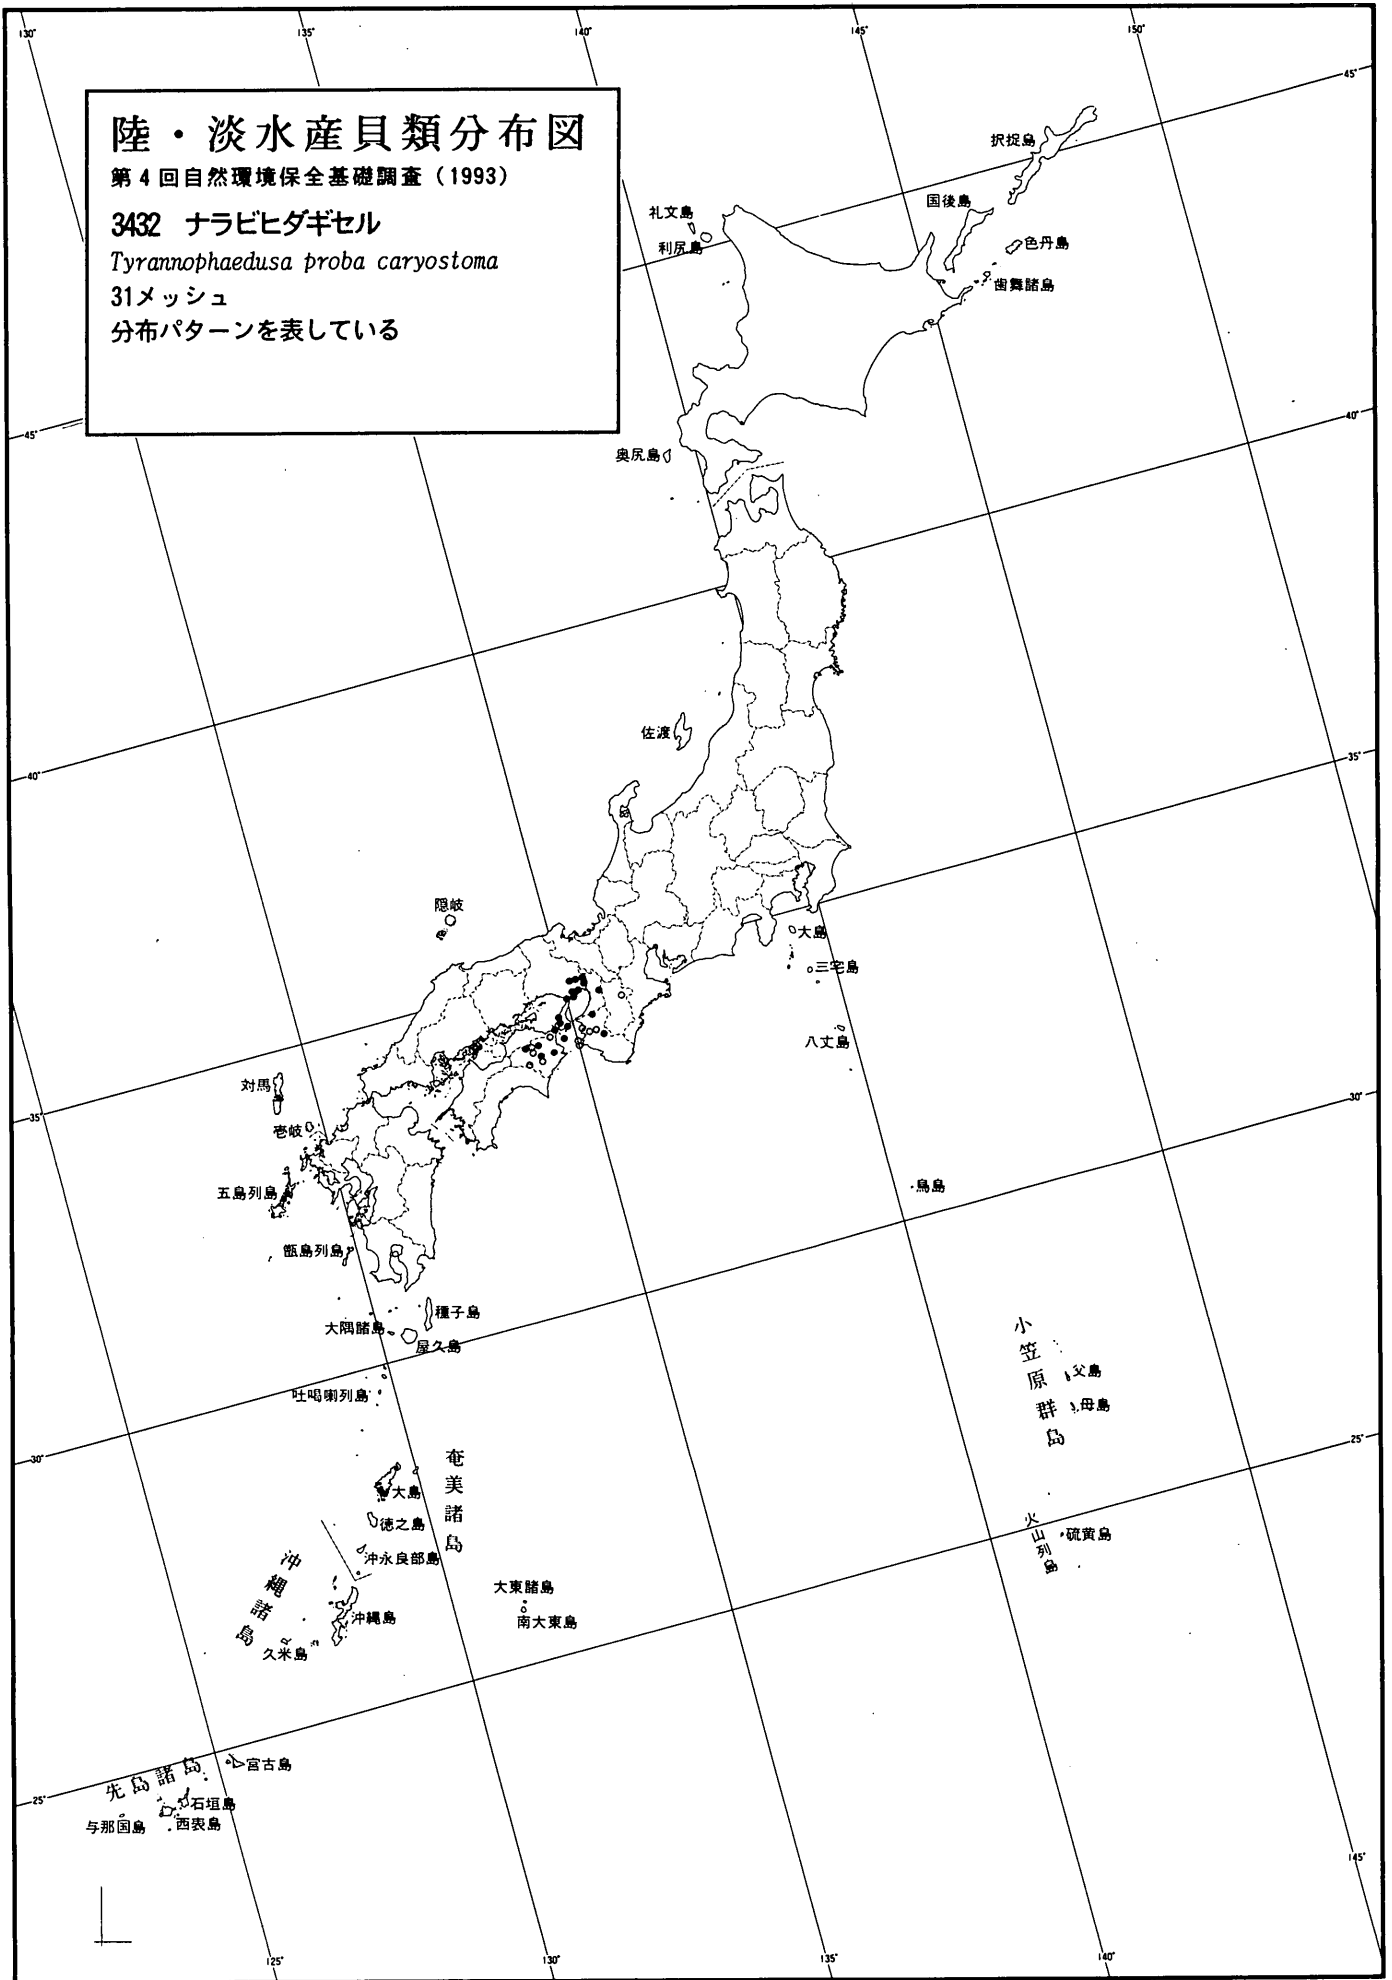 130°
135°
140°
145°
150°
陸・淡水産貝類分布図
第4回自然環境保全基礎調査（1993）
3432 ナラビヒダギセル
Tyrannophaedusa proba caryostoma
31メッシュ
分布パターンを表している
45°
択捉島
国後島
礼文島
利尻島
色丹島
歯舞諸島
40°
45°
奥尻島
佐渡
35°
40°
隠岐
大島
三宅島
八丈島
対馬
30°
35°
壱岐
五島列島
鳥島
甑島列島
種子島
大隅諸島
屋久島
吐噶喇列島
小笠原群島
父島
母島
25°
30°
奄美諸島
大島
徳之島
沖永良部島
火山列島
硫黄島
沖縄諸島
沖縄島
久米島
大東諸島
南大東島
先島諸島
宮古島
石垣島
西表島
与那国島
25°
145°
125°
130°
135°
140°